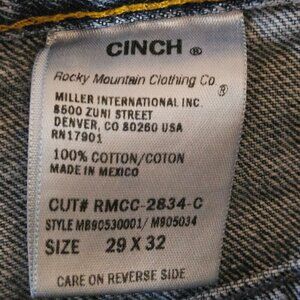 CINCH ®
Rocky Mountain Clothing Co ®
MILLER INTERNATIONAL INC.
8500 ZUNI STREET
DENVER, CO 80260 USA
RN17901
100% COTTON/COTON
MADE IN MEXICO
CUT# RMCC-2834-C
STYLE MB90530001/ M905034
SIZE 29 X 32
CARE ON REVERSE SIDE